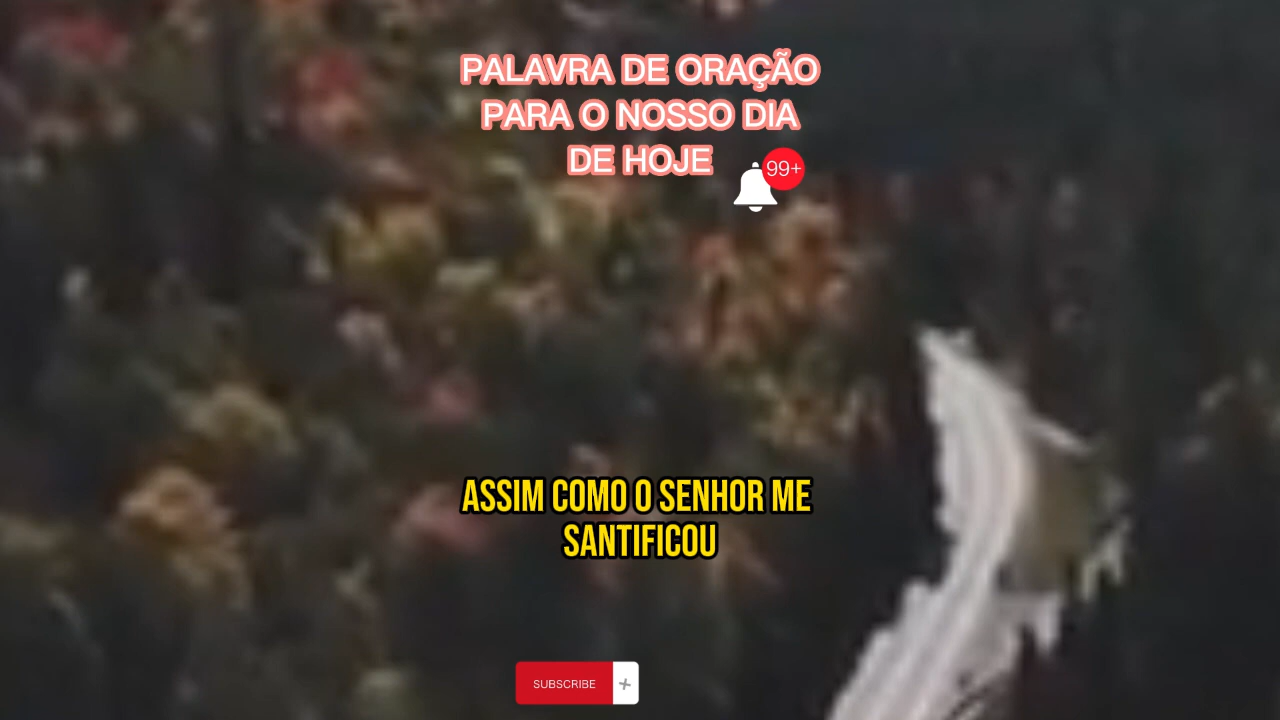 PALAVRA DE ORAÇÃO
PARA O NOSSO DIA
DE HOJE
99+
ASSIM COMO O SENHOR ME
SANTIFICOU
SUBSCRIBE